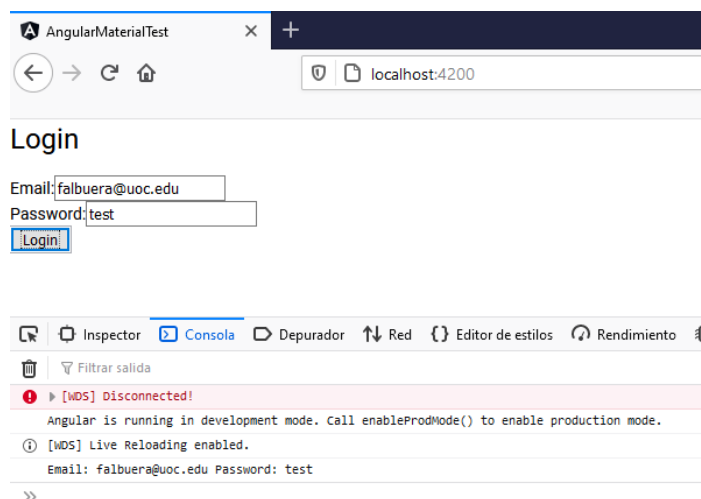 AngularMaterialTest
localhost:4200
Login
Email: falbuera@uoc.edu
Password: test
Login
Inspector Consola Depurador Red Editor de estilos Rendimiento
Filtrar salida
[WDS] Disconnected!
Angular is running in development mode. Call enableProdMode() to enable production mode.
[WDS] Live Reloading enabled.
Email: falbuera@uoc.edu Password: test